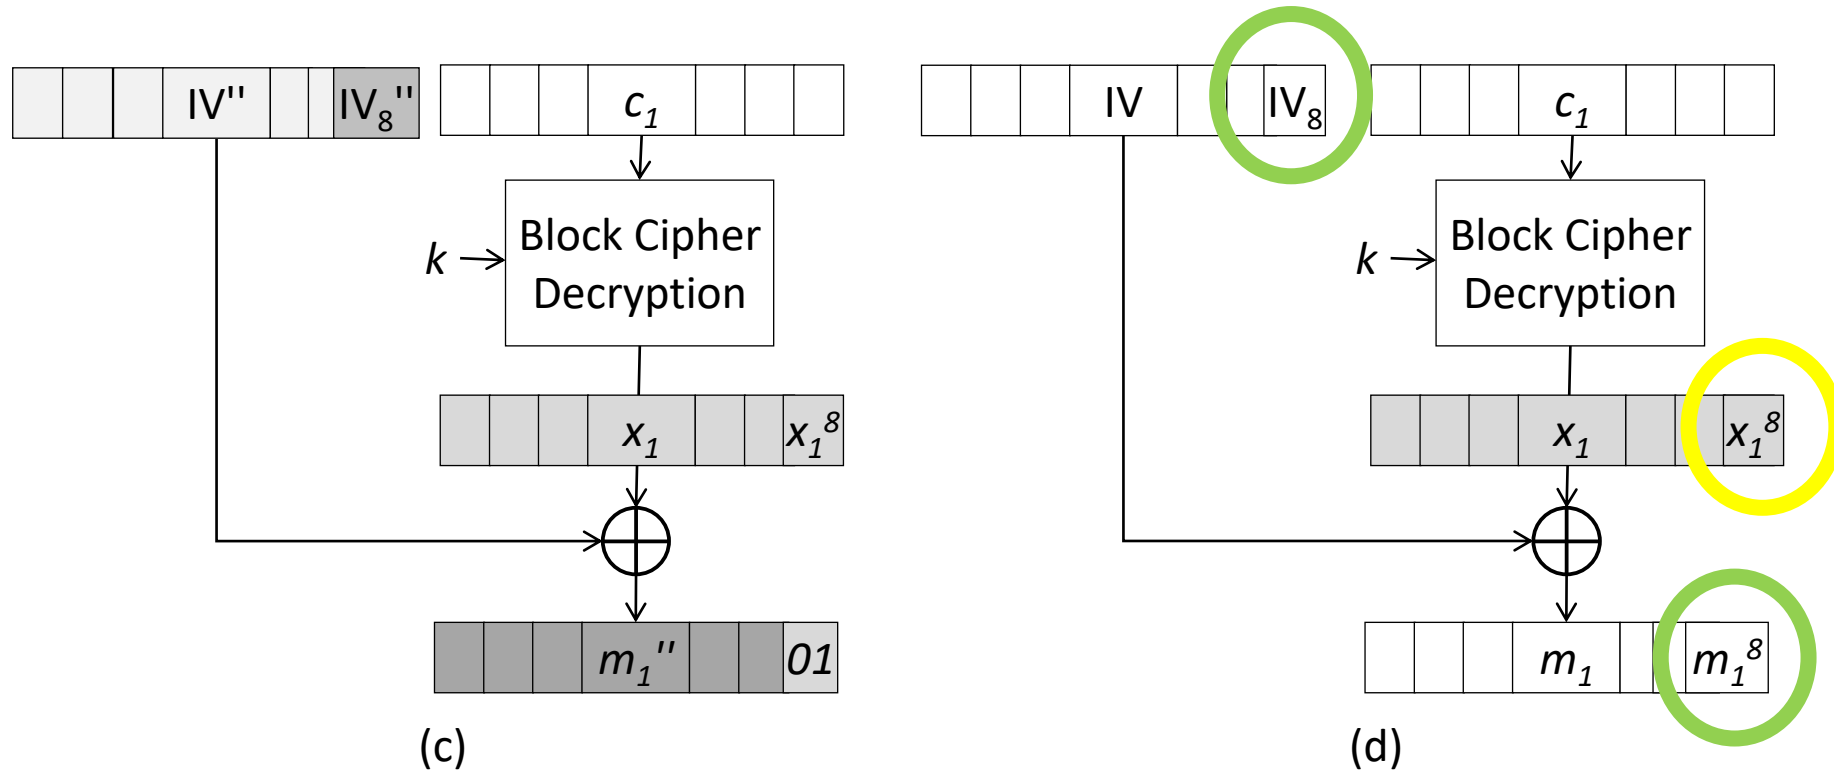 IV''
IV₈''
c₁
k
Block Cipher
Decryption
x₁
x₁⁸
m₁''
01
(c)
IV
IV₈
c₁
k
Block Cipher
Decryption
x₁
x₁⁸
m₁
m₁⁸
(d)